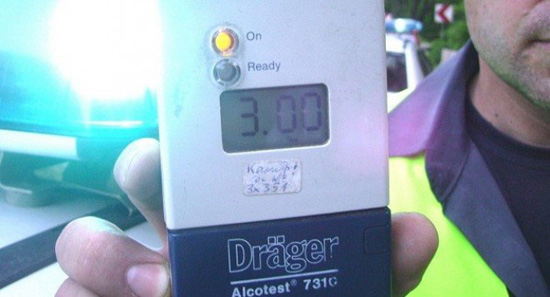 On
Ready
3.00
Dräger
Alcotest® 7310